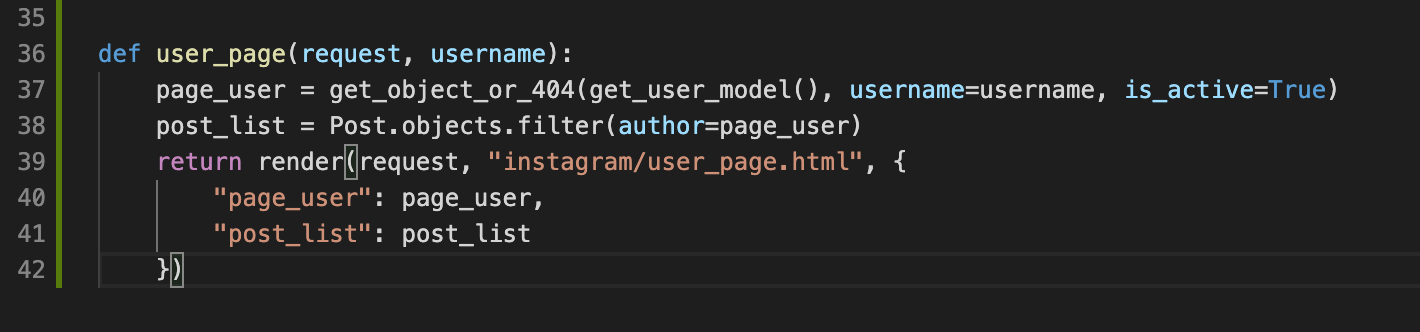 35
36 def user_page(request, username):
37 page_user = get_object_or_404(get_user_model(), username=username, is_active=True)
38 post_list = Post.objects.filter(author=page_user)
39 return render(request, "instagram/user_page.html", {
40 "page_user": page_user,
41 "post_list": post_list
42 })